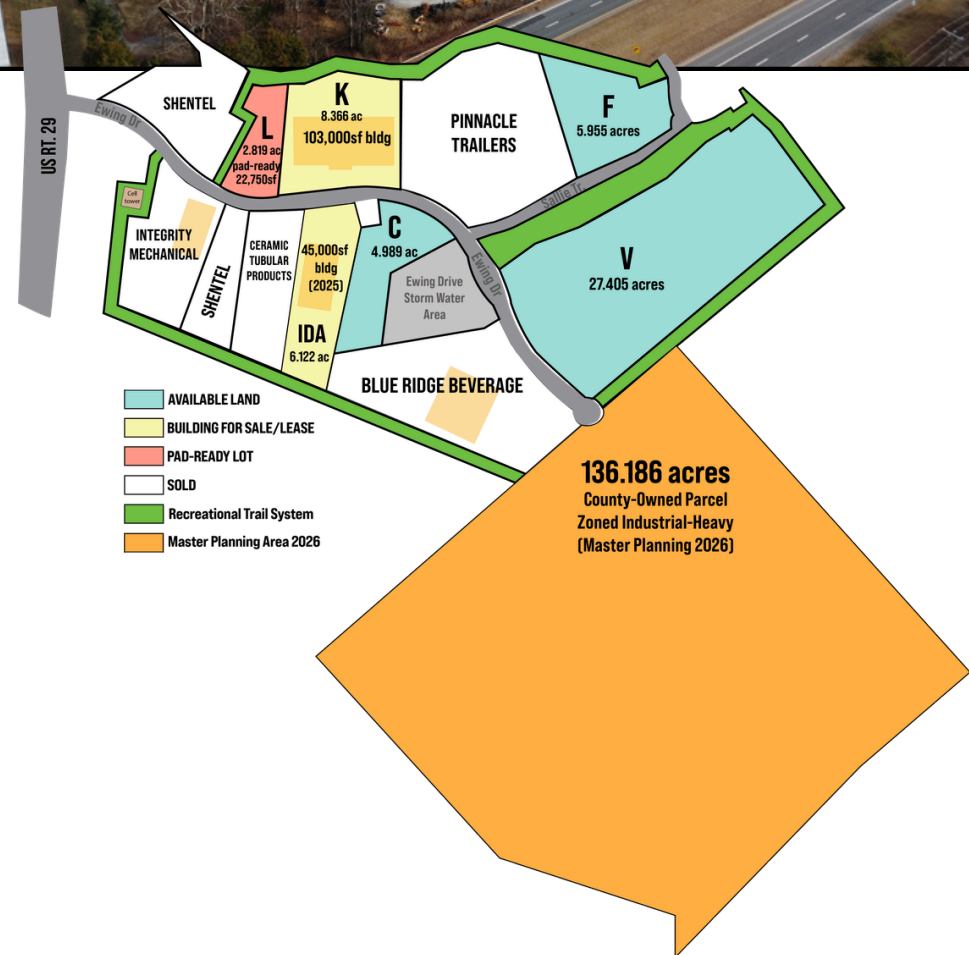 US RT. 29
Ewing Dr
SHENTEL
L
2.819 ac
pad-ready
22,750sf
K
8.366 ac
103,000sf bldg
PINNACLE
TRAILERS
F
5.955 acres
Sallie Tr.
Cell
tower
INTEGRITY
MECHANICAL
SHENTEL
CERAMIC
TUBULAR
PRODUCTS
45,000sf
bldg
(2025)
IDA
6.122 ac
C
4.989 ac
Ewing Drive
Storm Water
Area
Ewing Dr
V
27.405 acres
BLUE RIDGE BEVERAGE
AVAILABLE LAND
BUILDING FOR SALE/LEASE
PAD-READY LOT
SOLD
Recreational Trail System
Master Planning Area 2026
136.186 acres
County-Owned Parcel
Zoned Industrial-Heavy
(Master Planning 2026)